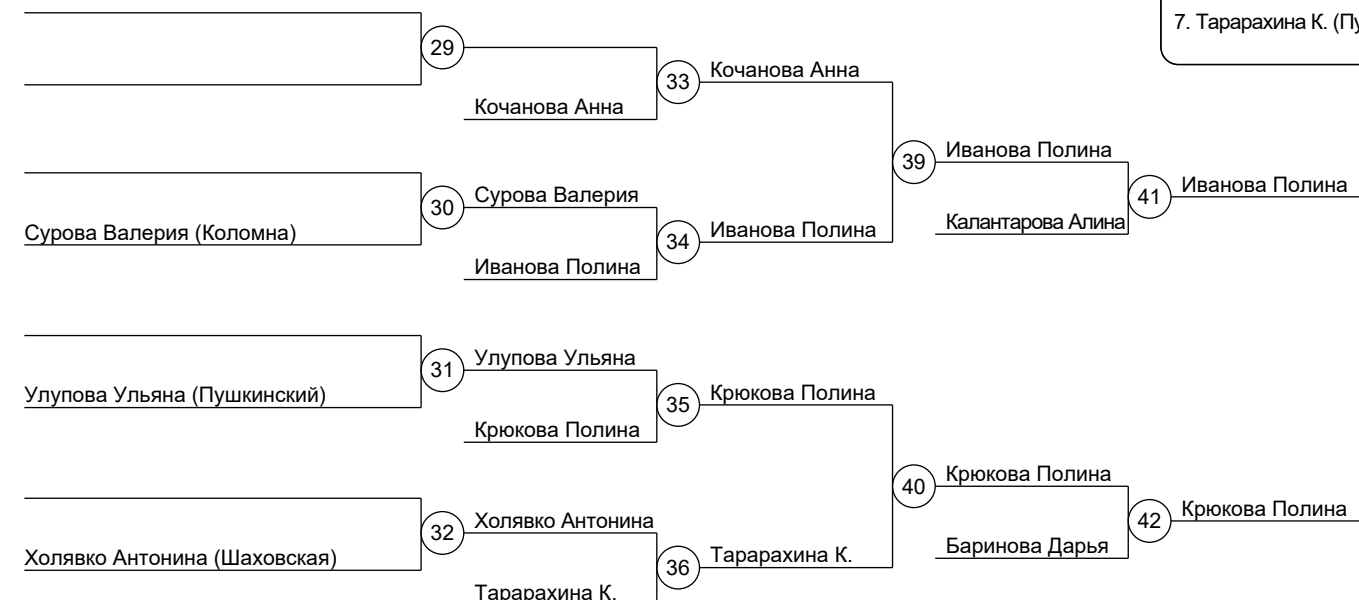 7. Тарарахина К. (Пу
29
33
Кочанова Анна
Кочанова Анна
39
Иванова Полина
41
Иванова Полина
30
Сурова Валерия
Сурова Валерия (Коломна)
34
Иванова Полина
Калантарова Алина
Иванова Полина
31
Улупова Ульяна
Улупова Ульяна (Пушкинский)
35
Крюкова Полина
Крюкова Полина
40
Крюкова Полина
42
Крюкова Полина
32
Холявко Антонина
Холявко Антонина (Шаховская)
36
Тарарахина К.
Баринова Дарья
Тарарахина К.